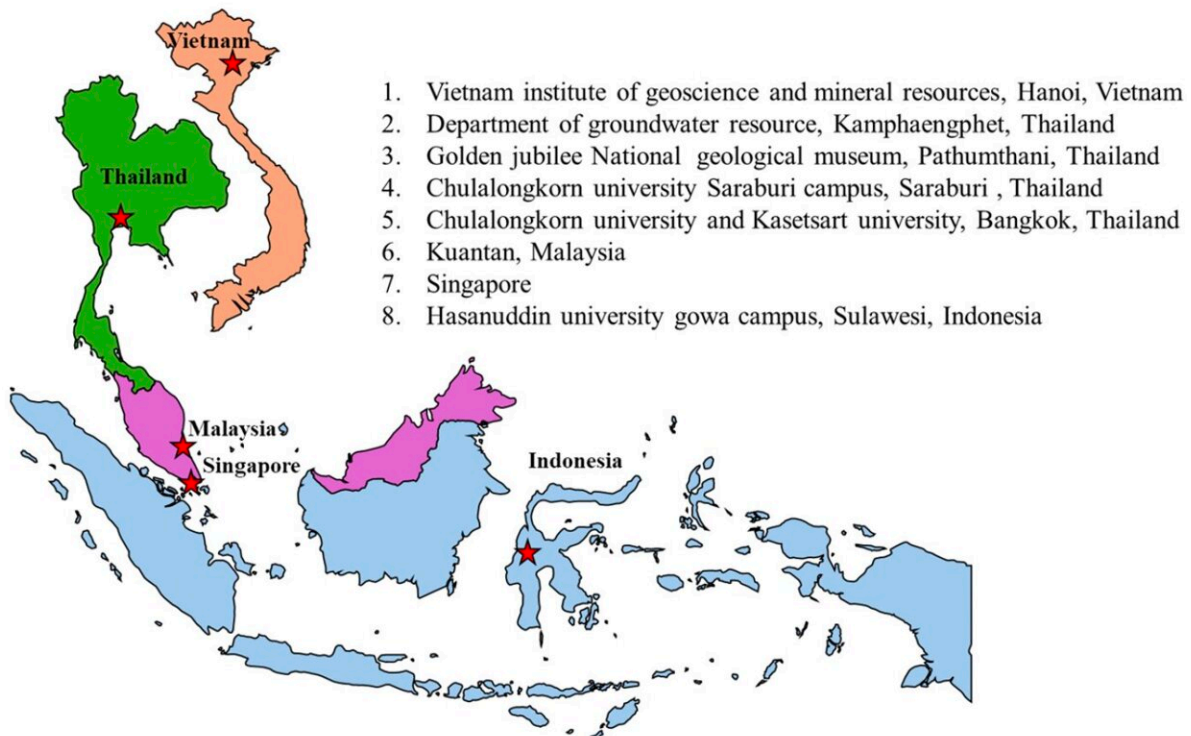 Vietnam
Thailand
Malaysia
Singapore
Indonesia
1. Vietnam institute of geoscience and mineral resources, Hanoi, Vietnam
2. Department of groundwater resource, Kamphaengphet, Thailand
3. Golden jubilee National geological museum, Pathumthani, Thailand
4. Chulalongkorn university Saraburi campus, Saraburi , Thailand
5. Chulalongkorn university and Kasetsart university, Bangkok, Thailand
6. Kuantan, Malaysia
7. Singapore
8. Hasanuddin university gowa campus, Sulawesi, Indonesia